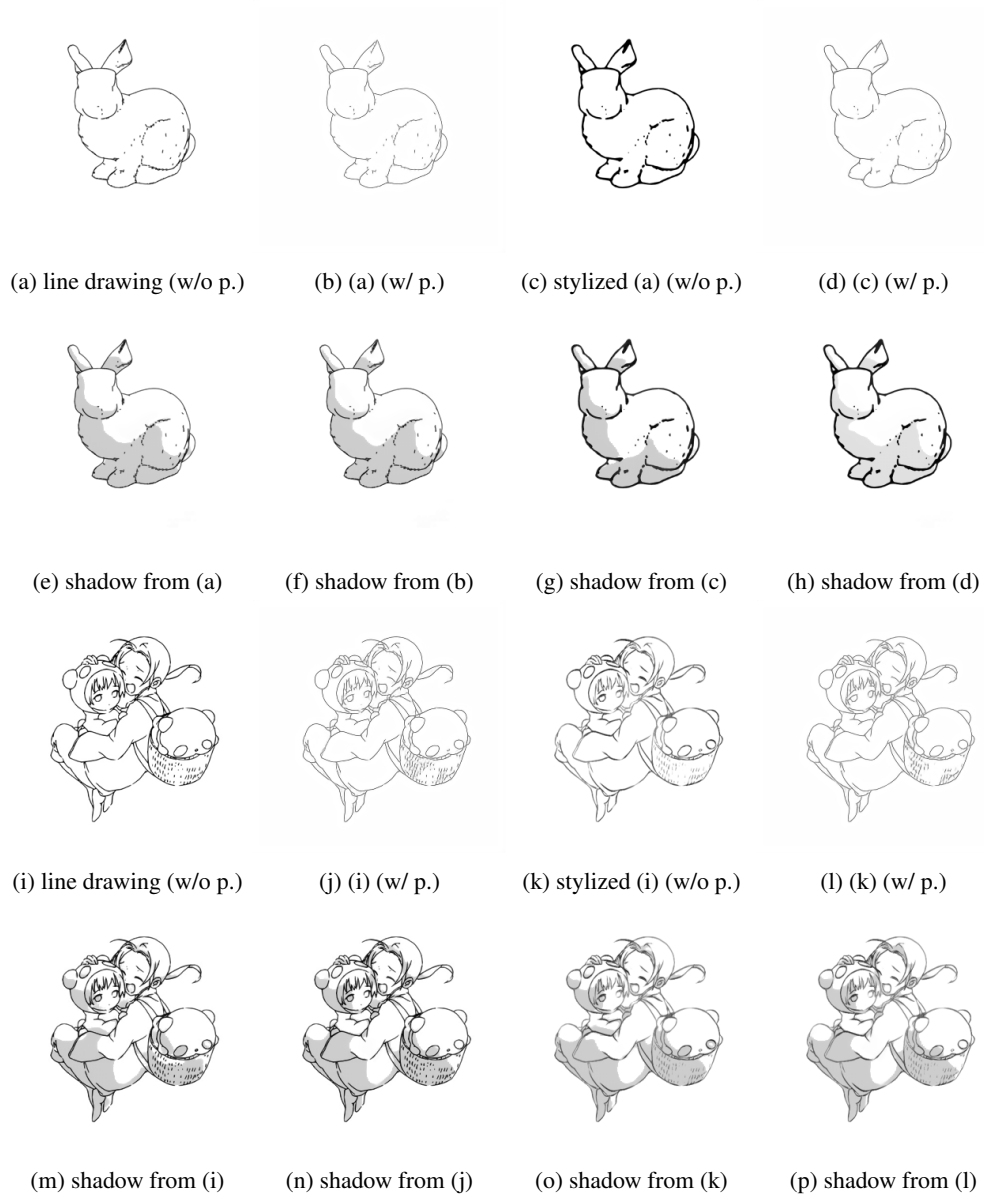 (a) line drawing (w/o p.)
(b) (a) (w/ p.)
(c) stylized (a) (w/o p.)
(d) (c) (w/ p.)
(e) shadow from (a)
(f) shadow from (b)
(g) shadow from (c)
(h) shadow from (d)
(i) line drawing (w/o p.)
(j) (i) (w/ p.)
(k) stylized (i) (w/o p.)
(l) (k) (w/ p.)
(m) shadow from (i)
(n) shadow from (j)
(o) shadow from (k)
(p) shadow from (l)